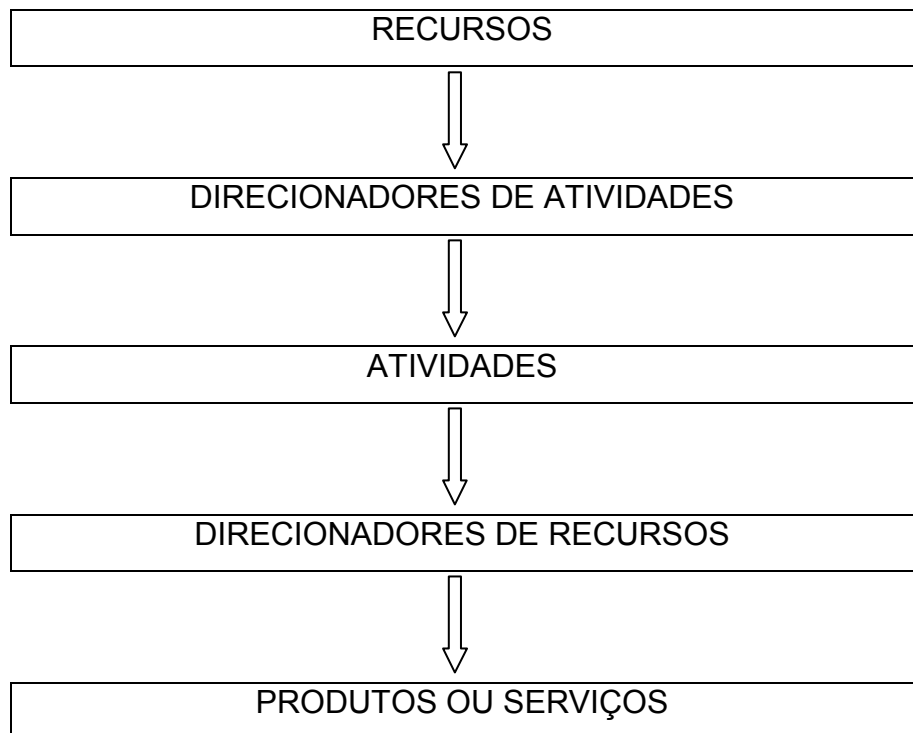 RECURSOS
DIRECIONADORES DE ATIVIDADES
ATIVIDADES
DIRECIONADORES DE RECURSOS
PRODUTOS OU SERVIÇOS